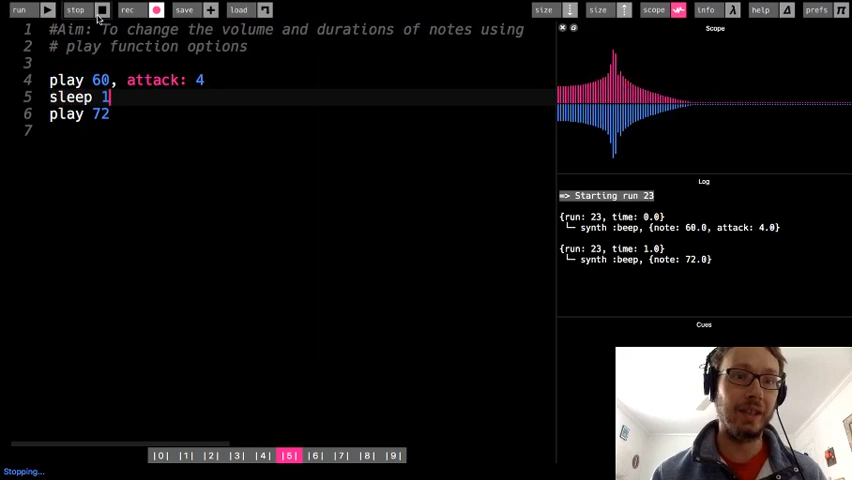 run stop rec save load size size scope info help prefs
1 #Aim: To change the volume and durations of notes using
2 # play function options
3
4 play 60, attack: 4
5 sleep 1
6 play 72
7
Scope
Log
=> Starting run 23
{run: 23, time: 0.0}
└─ synth :beep, {note: 60.0, attack: 4.0}
{run: 23, time: 1.0}
└─ synth :beep, {note: 72.0}
Cues
|0| |1| |2| |3| |4| |5| |6| |7| |8| |9|
Stopping...